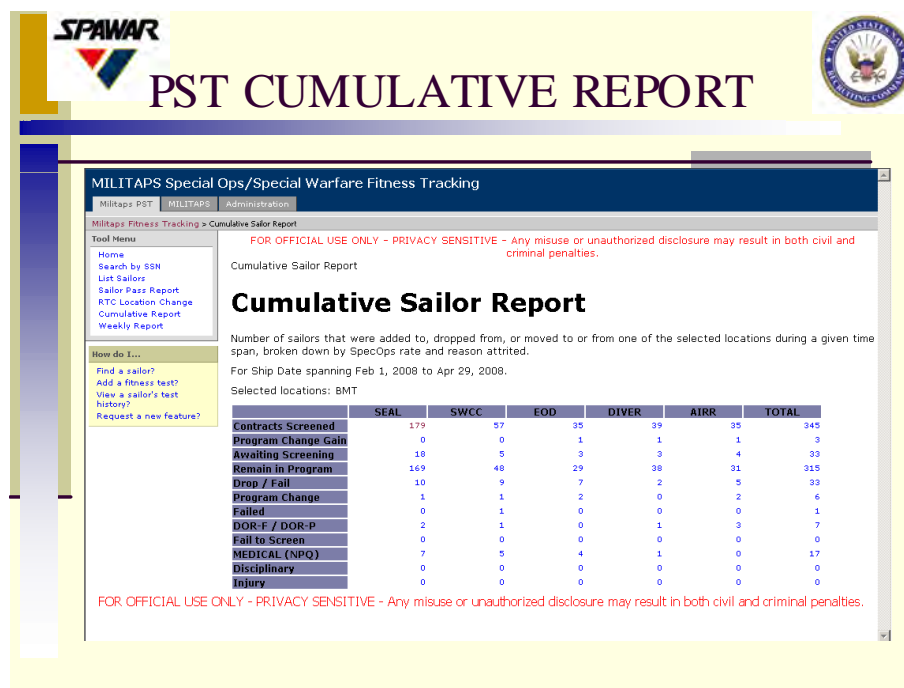 SPAWAR
UNITED STATES NAVY
RECRUITING COMMAND
PST CUMULATIVE REPORT
MILITAPS Special Ops/Special Warfare Fitness Tracking
Militaps PST MILITAPS Administration
Militaps Fitness Tracking > Cumulative Sailor Report
Tool Menu
Home
Search by SSN
List Sailors
Sailor Pass Report
RTC Location Change
Cumulative Report
Weekly Report
How do I...
Find a sailor?
Add a fitness test?
View a sailor's test
history?
Request a new feature?
FOR OFFICIAL USE ONLY - PRIVACY SENSITIVE - Any misuse or unauthorized disclosure may result in both civil and
criminal penalties.
Cumulative Sailor Report
Cumulative Sailor Report
Number of sailors that were added to, dropped from, or moved to or from one of the selected locations during a given time
span, broken down by SpecOps rate and reason attrited.
For Ship Date spanning Feb 1, 2008 to Apr 29, 2008.
Selected locations: BMT
SEAL SWCC EOD DIVER AIRR TOTAL
Contracts Screened 179 57 35 39 35 345
Program Change Gain 0 0 1 1 1 3
Awaiting Screening 18 5 3 3 4 33
Remain in Program 169 48 29 38 31 315
Drop / Fail 10 9 7 2 5 33
Program Change 1 1 2 0 2 6
Failed 0 1 0 0 0 1
DOR-F / DOR-P 2 1 0 1 3 7
Fail to Screen 0 0 0 0 0 0
MEDICAL (NPQ) 7 5 4 1 0 17
Disciplinary 0 0 0 0 0 0
Injury 0 0 0 0 0 0
FOR OFFICIAL USE ONLY - PRIVACY SENSITIVE - Any misuse or unauthorized disclosure may result in both civil and criminal penalties.